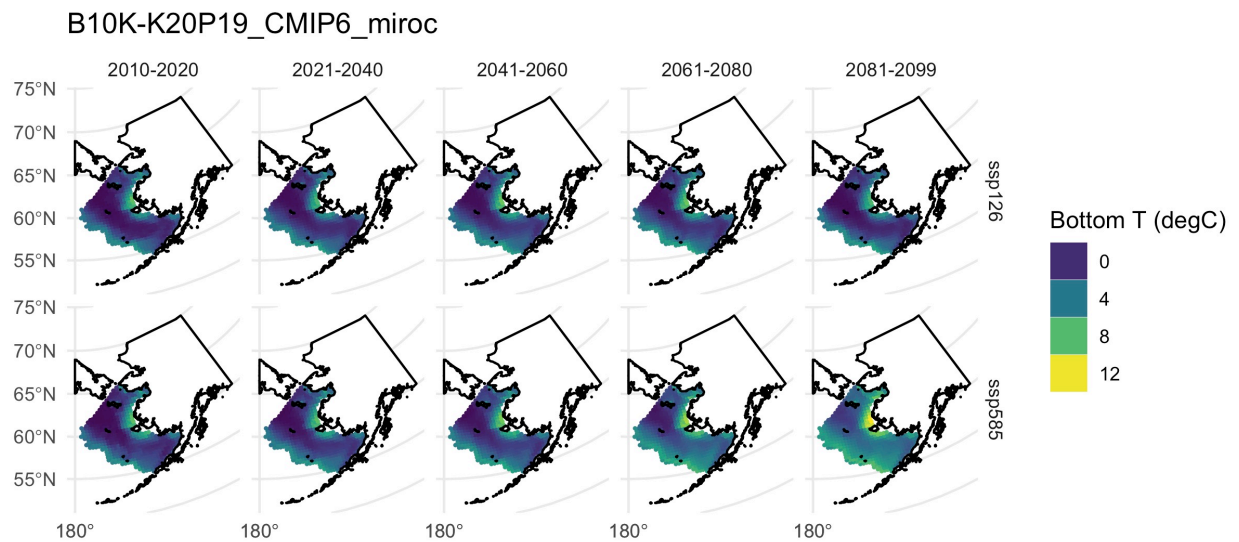 B10K-K20P19_CMIP6_miroc
2010-2020 2021-2040 2041-2060 2061-2080 2081-2099
75°N
70°N
65°N
60°N
55°N
ssp126
75°N
70°N
65°N
60°N
55°N
ssp585
180° 180° 180° 180° 180°
Bottom T (degC)
0
4
8
12